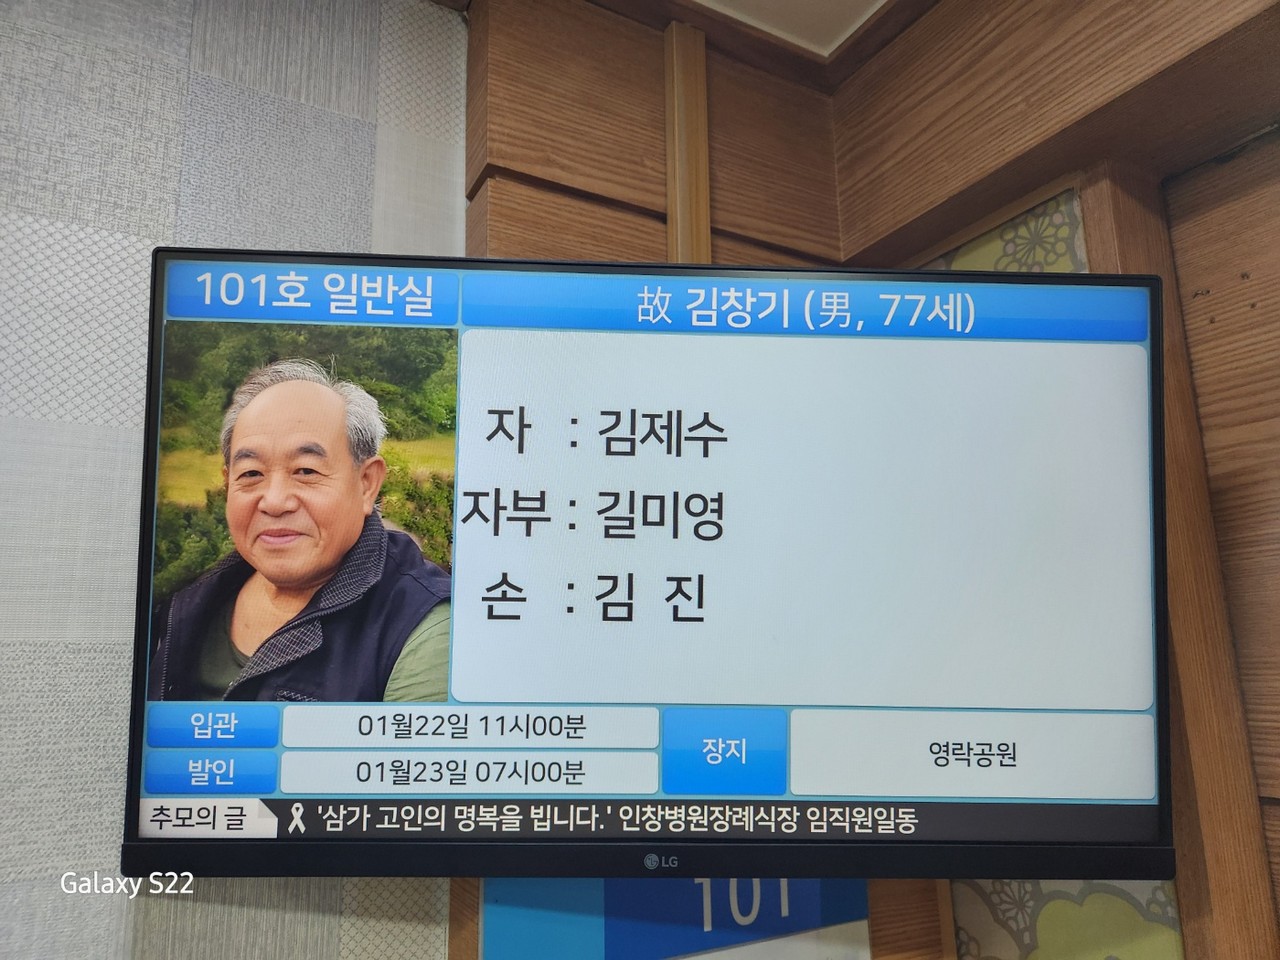 101호 일반실
故 김창기 (男, 77세)
자 : 김제수
자부 : 길미영
손 : 김 진
입관 01월22일 11시00분
발인 01월23일 07시00분
장지 영락공원
추모의 글 '삼가 고인의 명복을 빕니다.' 인창병원장례식장 임직원일동
LG
101
Galaxy S22